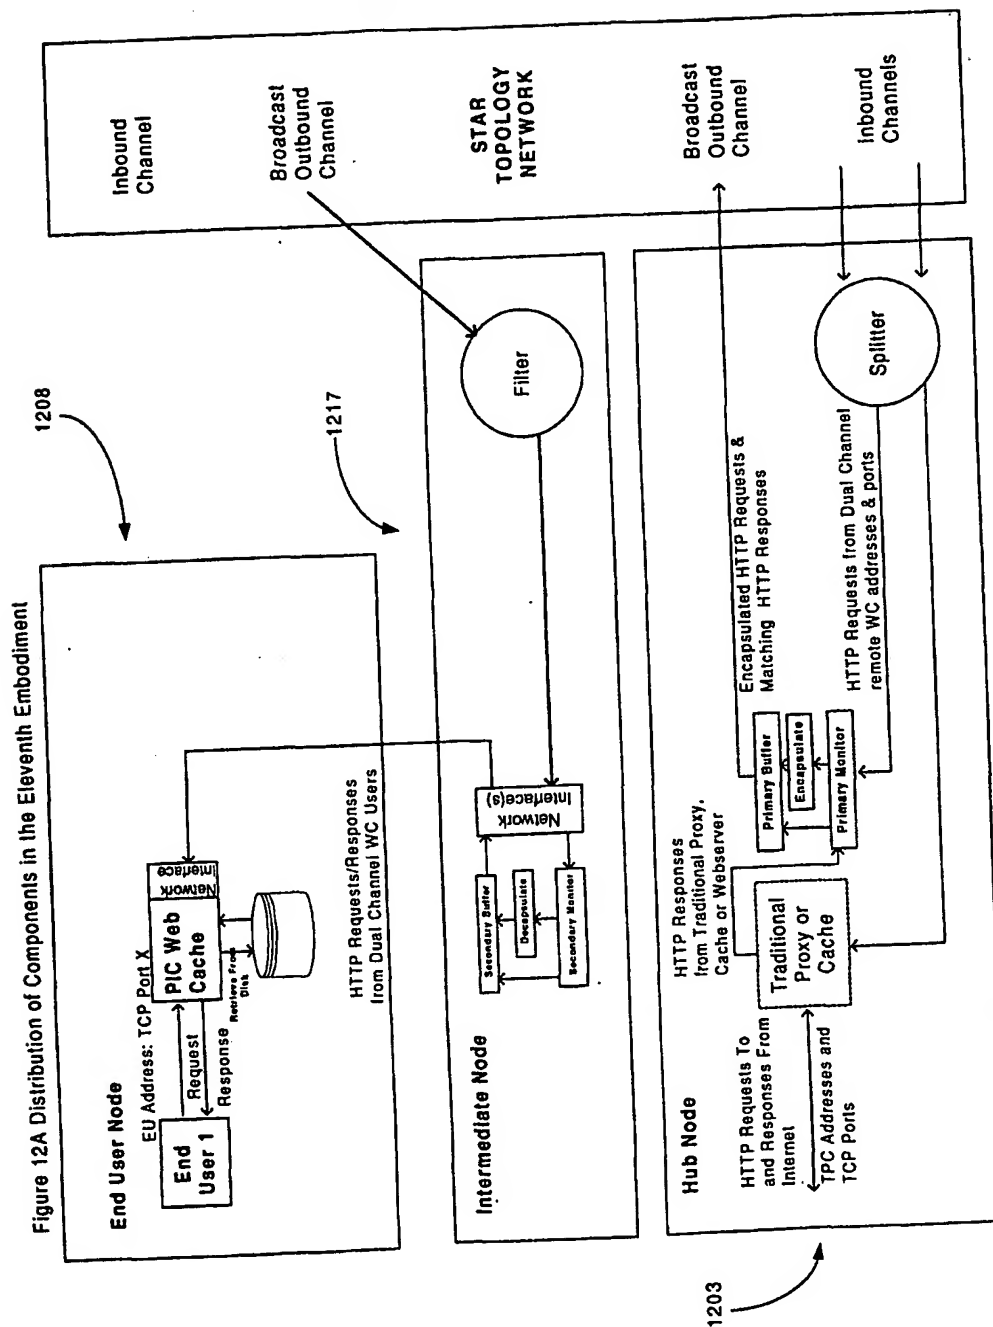 Figure 12A Distribution of Components in the Eleventh Embodiment
1208
End User Node
EU Address: TCP Port X
End
User 1
Request
Response
PIC Web
Cache
Network
Interface
Retrieve From
Disk
HTTP Requests/Responses
from Dual Channel WC Users
1217
Intermediate Node
Secondary Buffer
Decapsulate
Secondary Monitor
Network
Interface(s)
Filter
1203
Hub Node
HTTP Requests To
and Responses From
Internet
TPC Addresses and
TCP Ports
HTTP Responses
from Traditional Proxy,
Cache or Webserver
Traditional
Proxy or
Cache
Primary Buffer
Encapsulate
Primary Monitor
Encapsulated HTTP Requests &
Matching HTTP Responses
HTTP Requests from Dual Channel
remote WC addresses & ports
Splitter
Inbound
Channel
Broadcast
Outbound
Channel
STAR
TOPOLOGY
NETWORK
Broadcast
Outbound
Channel
Inbound
Channels